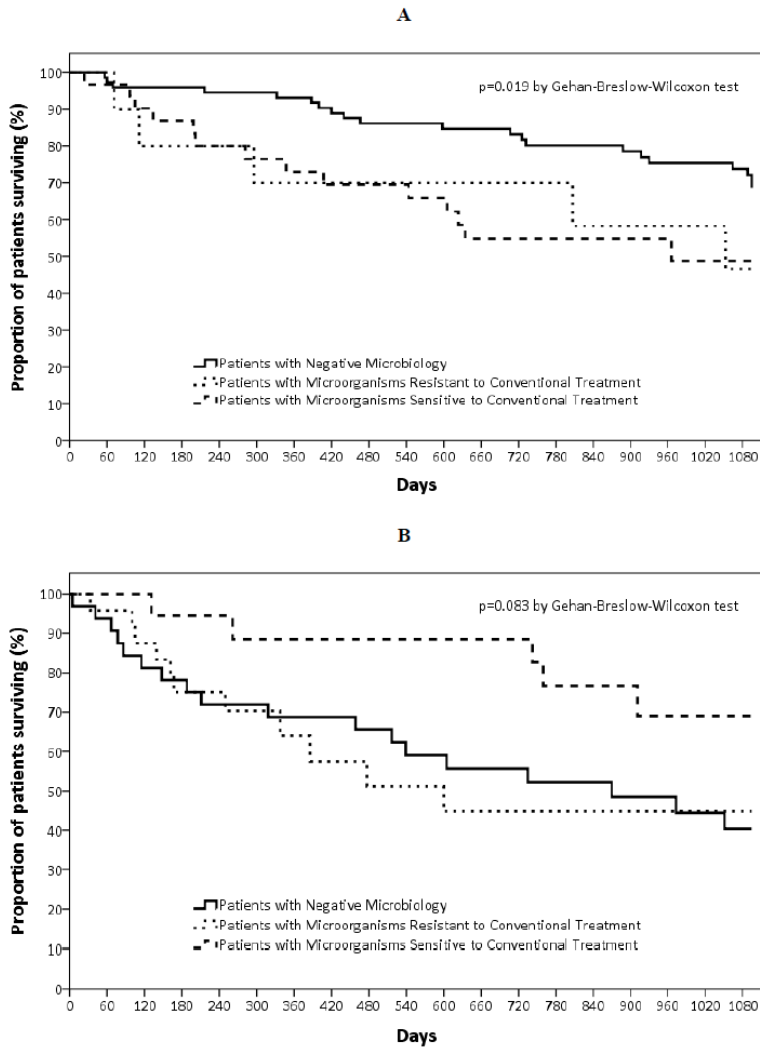 A
Proportion of patients surviving (%)
100
90
80
70
60
50
40
30
20
10
0
p=0.019 by Gehan-Breslow-Wilcoxon test
Patients with Negative Microbiology
Patients with Microorganisms Resistant to Conventional Treatment
Patients with Microorganisms Sensitive to Conventional Treatment
0 60 120 180 240 300 360 420 480 540 600 660 720 780 840 900 960 1020 1080
Days
B
Proportion of patients surviving (%)
100
90
80
70
60
50
40
30
20
10
0
p=0.083 by Gehan-Breslow-Wilcoxon test
Patients with Negative Microbiology
Patients with Microorganisms Resistant to Conventional Treatment
Patients with Microorganisms Sensitive to Conventional Treatment
0 60 120 180 240 300 360 420 480 540 600 660 720 780 840 900 960 1020 1080
Days